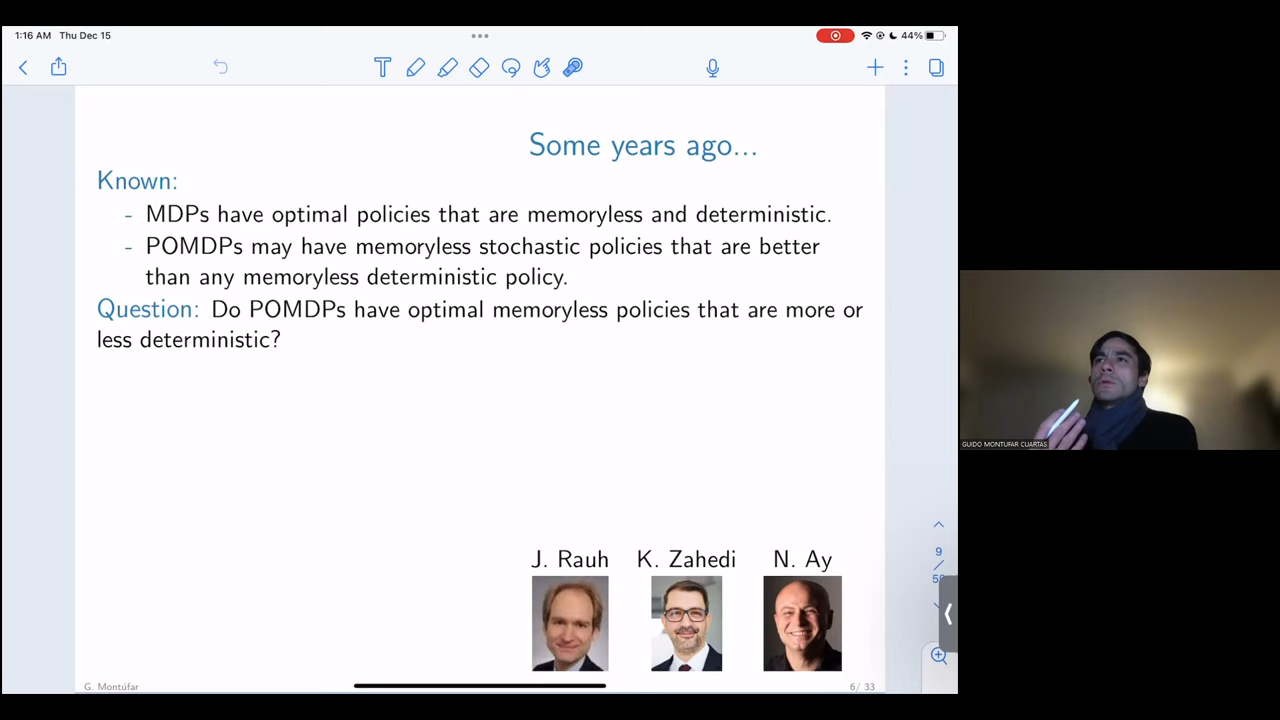 1:16 AM Thu Dec 15
44%
Some years ago...
Known:
- MDPs have optimal policies that are memoryless and deterministic.
- POMDPs may have memoryless stochastic policies that are better
than any memoryless deterministic policy.
Question: Do POMDPs have optimal memoryless policies that are more or
less deterministic?
GUIDO MONTUFAR CUARTAS
9
/
J. Rauh K. Zahedi N. Ay
G. Montúfar
6/ 33